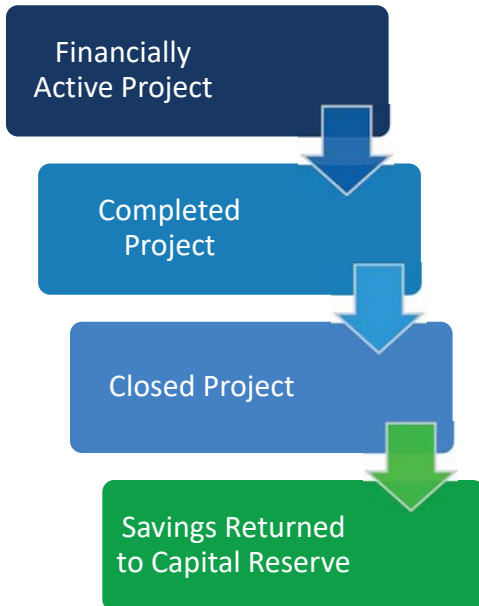 Financially
Active Project
Completed
Project
Closed Project
Savings Returned
to Capital Reserve